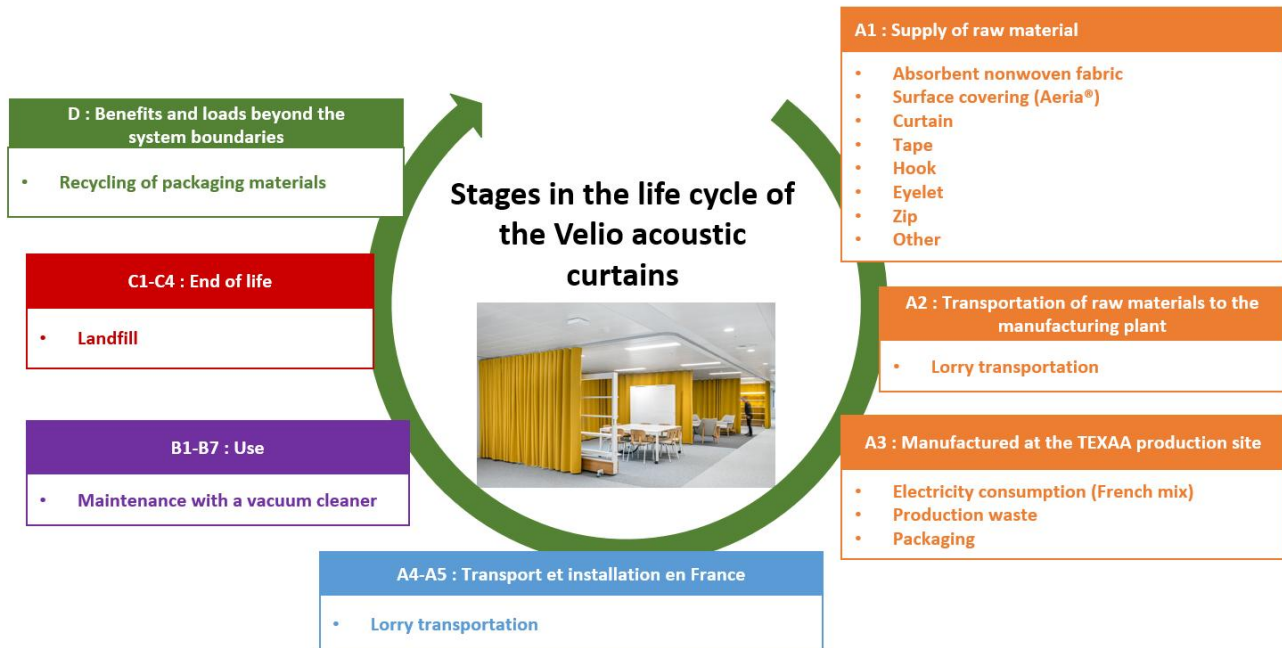 Stages in the life cycle of
the Velio acoustic
curtains
A1 : Supply of raw material
• Absorbent nonwoven fabric
• Surface covering (Aeria®)
• Curtain
• Tape
• Hook
• Eyelet
• Zip
• Other
A2 : Transportation of raw materials to the
manufacturing plant
• Lorry transportation
A3 : Manufactured at the TEXAA production site
• Electricity consumption (French mix)
• Production waste
• Packaging
A4-A5 : Transport et installation en France
• Lorry transportation
B1-B7 : Use
• Maintenance with a vacuum cleaner
C1-C4 : End of life
• Landfill
D : Benefits and loads beyond the
system boundaries
• Recycling of packaging materials